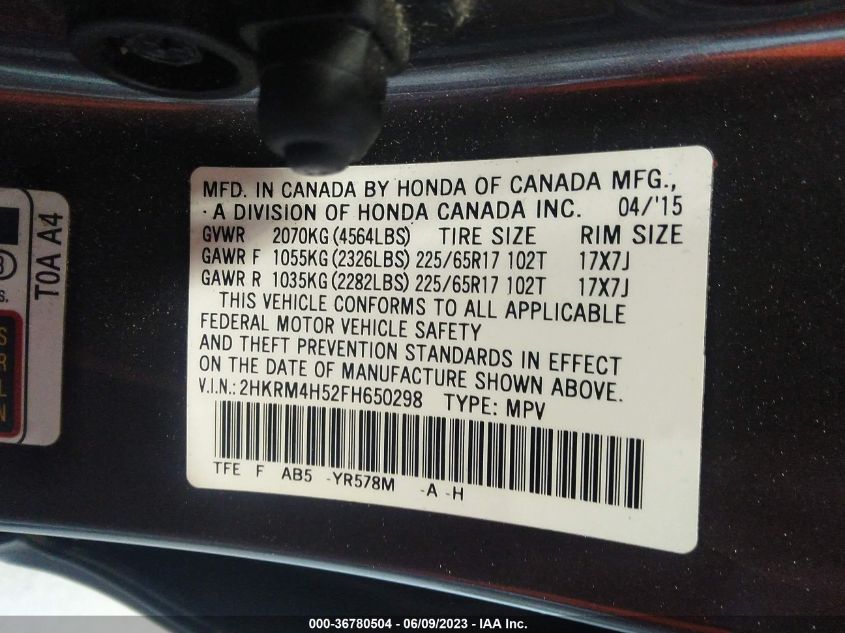 MFD. IN CANADA BY HONDA OF CANADA MFG.,
A DIVISION OF HONDA CANADA INC. 04/'15
GVWR 2070KG (4564LBS) TIRE SIZE RIM SIZE
GAWR F 1055KG (2326LBS) 225/65R17 102T 17X7J
GAWR R 1035KG (2282LBS) 225/65R17 102T 17X7J
THIS VEHICLE CONFORMS TO ALL APPLICABLE
FEDERAL MOTOR VEHICLE SAFETY
AND THEFT PREVENTION STANDARDS IN EFFECT
ON THE DATE OF MANUFACTURE SHOWN ABOVE.
V.I.N.: 2HKRM4H52FH650298 TYPE: MPV
TFE F AB5 -YR578M -A -H
T0A A4
000-36780504 - 06/09/2023 - IAA Inc.